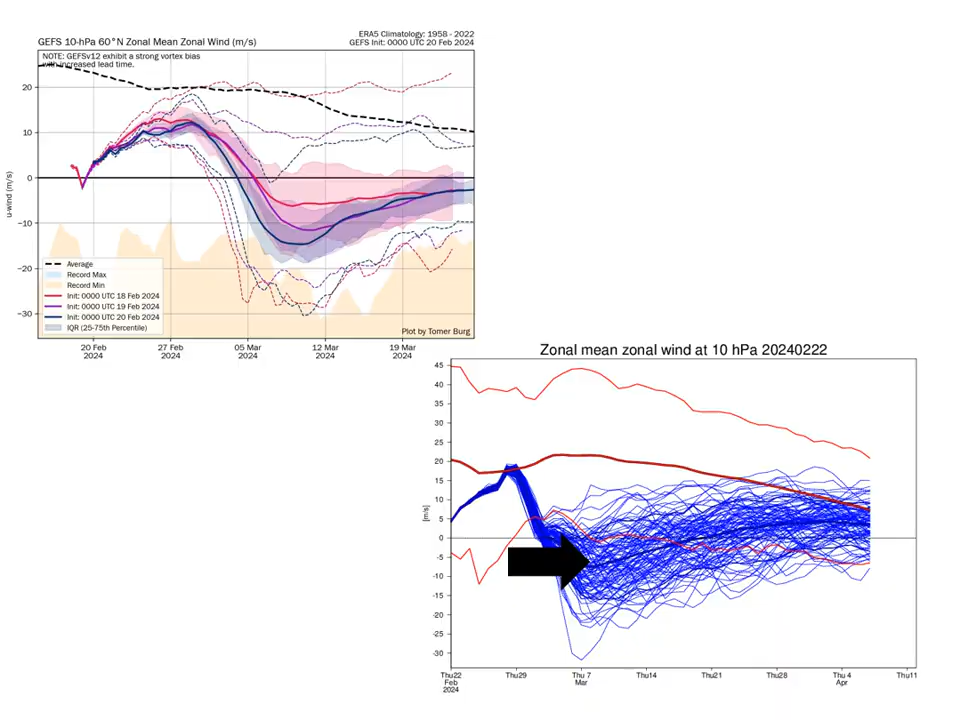 ERA5 Climatology: 1958 - 2022
GEFS 10-hPa 60°N Zonal Mean Zonal Wind (m/s)
GEFS Init: 0000 UTC 20 Feb 2024
NOTE: GEFSv12 exhibit a strong vortex bias
with increased lead time.
20
10
0
−10
−20
−30
u-wind (m/s)
Average
Record Max
Record Min
Init: 0000 UTC 18 Feb 2024
Init: 0000 UTC 19 Feb 2024
Init: 0000 UTC 20 Feb 2024
IQR (25-75th Percentile)
Plot by Tomer Burg
20 Feb 27 Feb 05 Mar 12 Mar 19 Mar
2024 2024 2024 2024 2024
Zonal mean zonal wind at 10 hPa 20240222
45
40
35
30
25
20
15
10
5
0
-5
-10
-15
-20
-25
-30
[m/s]
Thu22 Thu29 Thu 7 Thu14 Thu21 Thu28 Thu 4 Thu11
Feb Mar Apr
2024